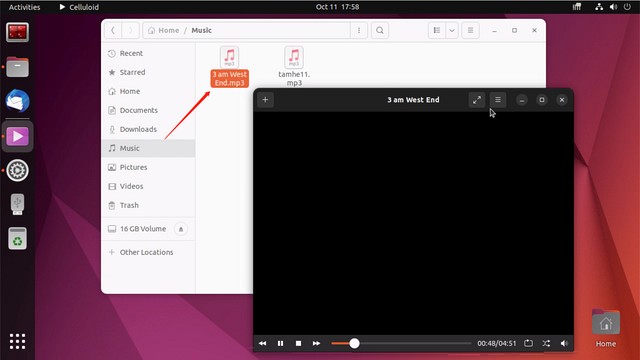 Activities
Celluloid
Oct 11 17:58
Home / Music
Recent
Starred
Home
Documents
Downloads
Music
Pictures
Videos
Trash
16 GB Volume
Other Locations
mp3
3 am West
End.mp3
mp3
tamhe11.
mp3
3 am West End
00:48/04:51
Home